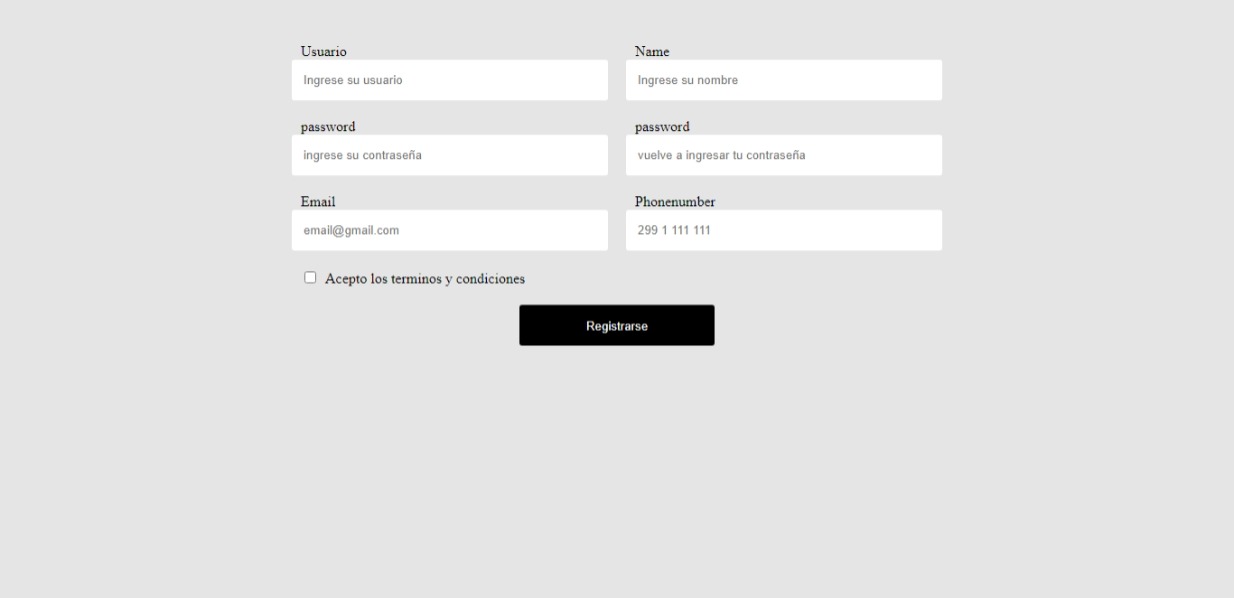 Usuario
Name
Ingrese su usuario
Ingrese su nombre
password
password
ingrese su contraseña
vuelve a ingresar tu contraseña
Email
Phonenumber
email@gmail.com
299 1 111 111
Acepto los terminos y condiciones
Registrarse